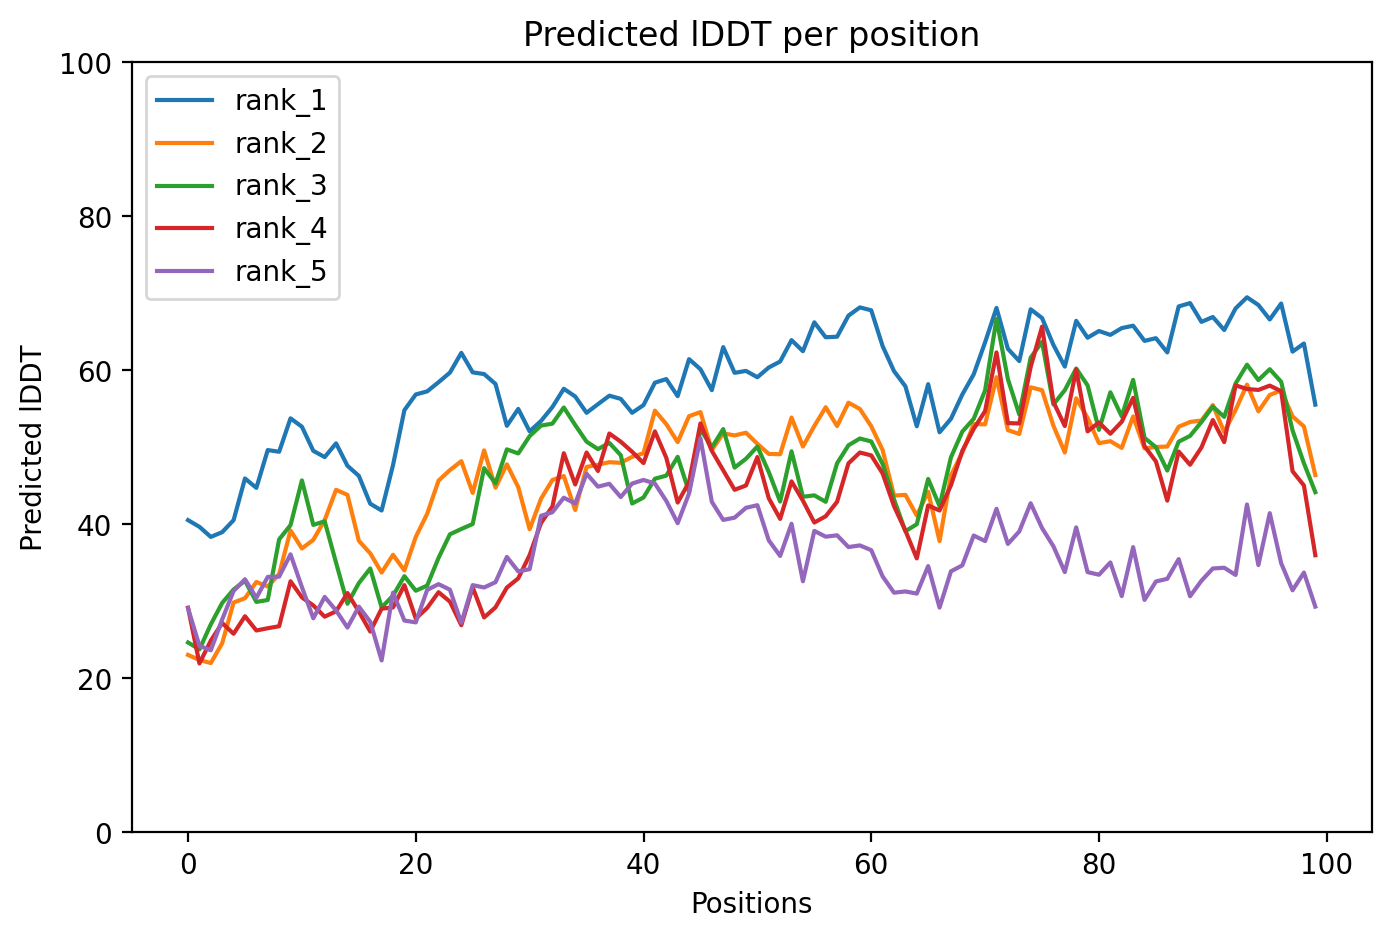 Predicted lDDT per position
100
80
60
40
20
0
Predicted lDDT
rank_1
rank_2
rank_3
rank_4
rank_5
0 20 40 60 80 100
Positions